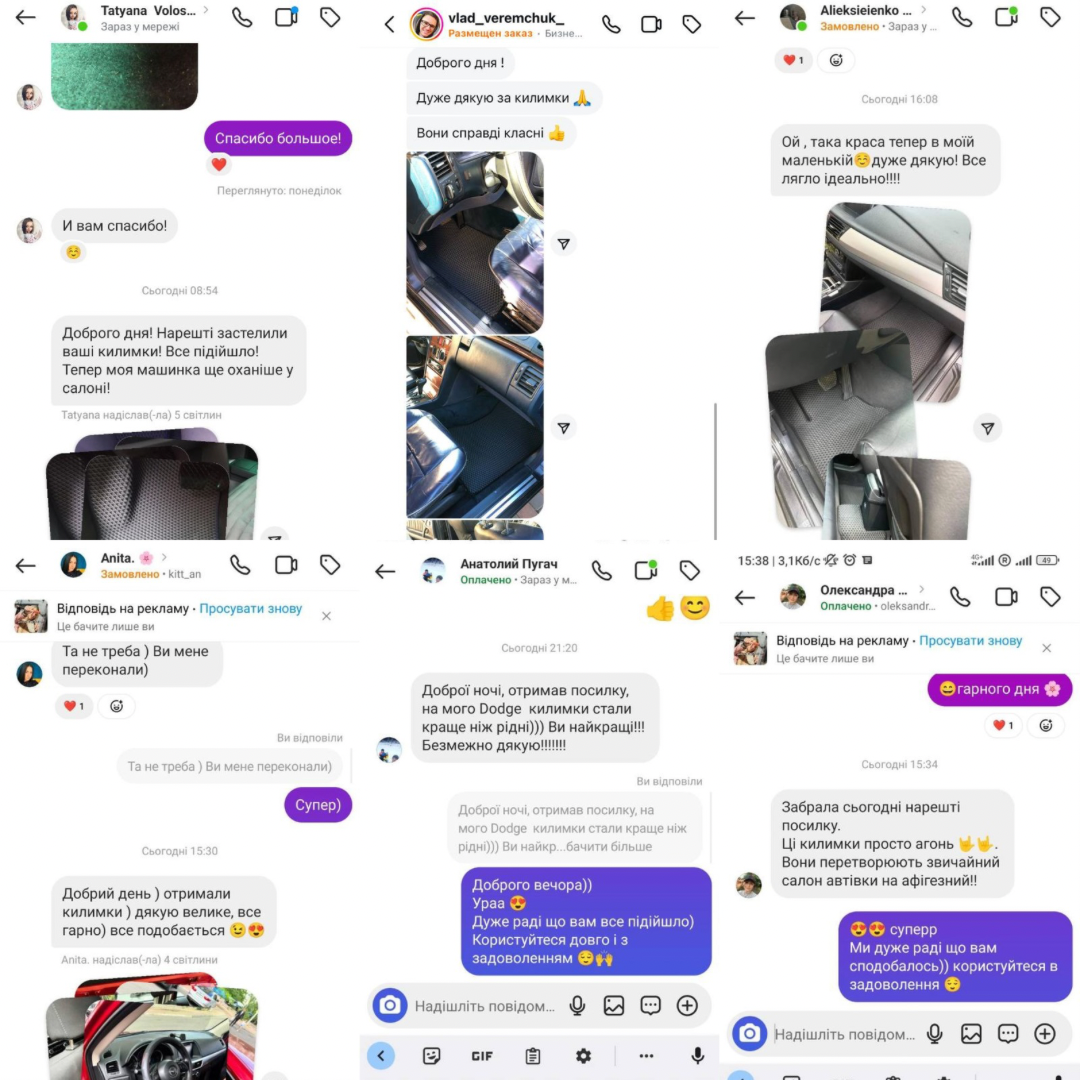 Tatyana Volos...
Зараз у мережі
Спасибо большое!
Переглянуто: понеділок
И вам спасибо!
Сьогодні 08:54
Доброго дня! Нарешті застелили
ваші килимки! Все підійшло!
Тепер моя машинка ще оханіше у
салоні!
Tatyana надіслав(-ла) 5 світлин
vlad_veremchuk_
Размещен заказ · Бизне...
Доброго дня !
Дуже дякую за килимки 🙏
Вони справді класні 👍
Alieksieienko ...
Замовлено · Зараз у ...
❤️ 1
Сьогодні 16:08
Ой , така краса тепер в моїй
маленькій☺️дуже дякую! Все
лягло ідеально!!!!
Anita. 🌸
Замовлено · kitt_an
Відповідь на рекламу · Просувати знову
Це бачите лише ви
Та не треба ) Ви мене
переконали)
❤️ 1
Ви відповіли
Та не треба ) Ви мене переконали)
Супер)
Сьогодні 15:30
Добрий день ) отримали
килимки ) дякую велике, все
гарно) все подобається 😉😍
Anita. надіслав(-ла) 4 світлини
Анатолий Пугач
Оплачено · Зараз у м...
👍😊
Сьогодні 21:20
Доброї ночі, отримав посилку,
на мого Dodge килимки стали
краще ніж рідні))) Ви найкращі!!!
Безмежно дякую!!!!!!!
Ви відповіли
Доброї ночі, отримав посилку, на
мого Dodge килимки стали краще ніж
рідні))) Ви найкр...бачити більше
Доброго вечора))
Ураа 😍
Дуже раді що вам все підійшло)
Користуйтеся довго і з
задоволенням 😌🙌
Надішліть повідом...
GIF
15:38 | 3,1Кб/с
4G+
R
49
Олександра ...
Оплачено · oleksandr...
Відповідь на рекламу · Просувати знову
Це бачите лише ви
😄гарного дня 🌸
❤️ 1
Сьогодні 15:34
Забрала сьогодні нарешті
посилку.
Ці килимки просто агонь 🤟🤟.
Вони перетворюють звичайний
салон автівки на афігезний!!
😍😍 суперр
Ми дуже раді що вам
сподобалось)) користуйтеся в
задоволення 😌
Надішліть повідом...